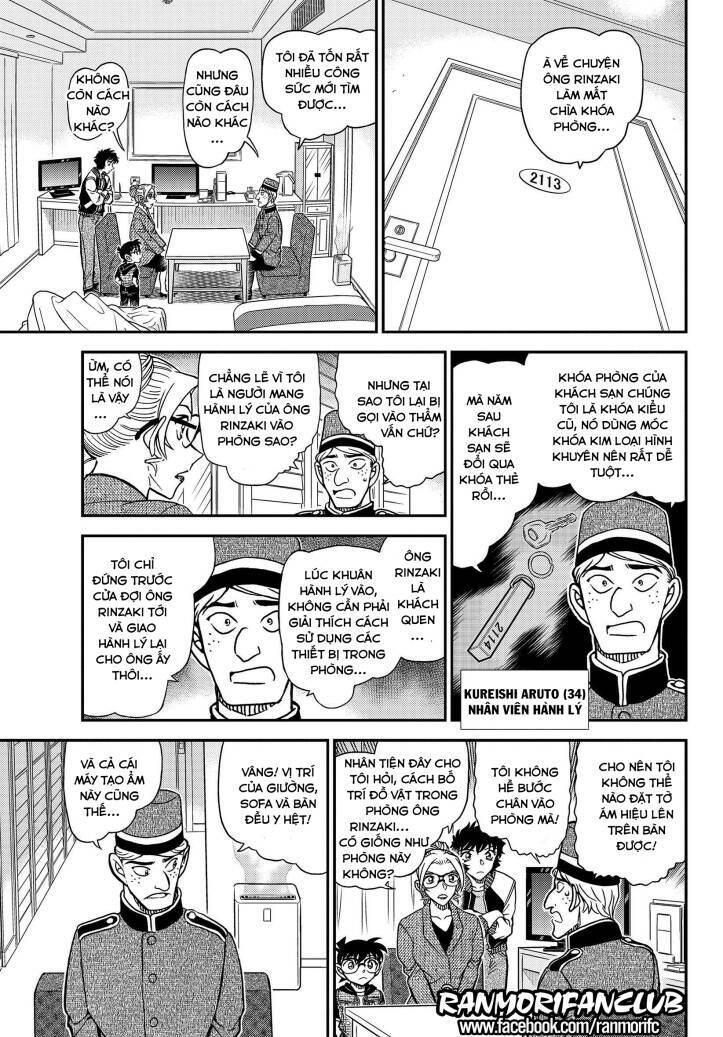 À VỀ CHUYỆN
ÔNG RINZAKI
LÀM MẤT
CHÌA KHÓA
PHÒNG...
2113
TÔI ĐÃ TỐN RẤT
NHIỀU CÔNG
SỨC MỚI TÌM
ĐƯỢC...
NHƯNG
CŨNG ĐÂU
CÒN CÁCH
NÀO KHÁC
...
KHÔNG
CÒN CÁCH
NÀO
KHÁC?
KHÓA PHÒNG CỦA
KHÁCH SẠN CHÚNG
TÔI LÀ KHÓA KIỂU
CŨ, NÓ DÙNG MÓC
KHÓA KIM LOẠI HÌNH
KHUYÊN NÊN RẤT DỄ
TUỘT...
MÀ NĂM
SAU
KHÁCH
SẠN SẼ
ĐỔI QUA
KHÓA THẺ
RỒI...
2114
KUREISHI ARUTO (34)
NHÂN VIÊN HÀNH LÝ
NHƯNG TẠI
SAO TÔI LẠI BỊ
GỌI VÀO THẨM
VẤN CHỨ?
CHẲNG LẼ VÌ TÔI
LÀ NGƯỜI MANG
HÀNH LÝ CỦA ÔNG
RINZAKI VÀO
PHÒNG SAO?
ỪM, CÓ
THỂ NÓI
LÀ VẬY
...
ÔNG
RINZAKI
LÀ
KHÁCH
QUEN
...
LÚC KHUÂN
HÀNH LÝ VÀO,
KHÔNG CẦN PHẢI
GIẢI THÍCH CÁCH
SỬ DỤNG CÁC
THIẾT BỊ TRONG
PHÒNG...
TÔI CHỈ
ĐỨNG TRƯỚC
CỬA ĐỢI ÔNG
RINZAKI TỚI
VÀ GIAO
HÀNH LÝ LẠI
CHO ÔNG ẤY
THÔI...
CHO NÊN TÔI
KHÔNG THỂ
NÀO ĐẶT TỜ
ÁM HIỆU LÊN
TRÊN BÀN
ĐƯỢC!
TÔI KHÔNG
HỀ BƯỚC
CHÂN VÀO
PHÒNG MÀ!
NHÂN TIỆN ĐÂY CHO
TÔI HỎI, CÁCH BỐ
TRÍ ĐỒ VẬT TRONG
PHÒNG ÔNG
RINZAKI...
CÓ GIỐNG NHƯ
PHÒNG NÀY
KHÔNG?
VÂNG! VỊ TRÍ
CỦA GIƯỜNG,
SOFA VÀ BÀN
ĐỀU Y HỆT!
VÀ CẢ CÁI
MÁY TẠO ẨM
NÀY CŨNG
THẾ...
RANMORIFANCLUB
www.facebook.com/ranmorifc